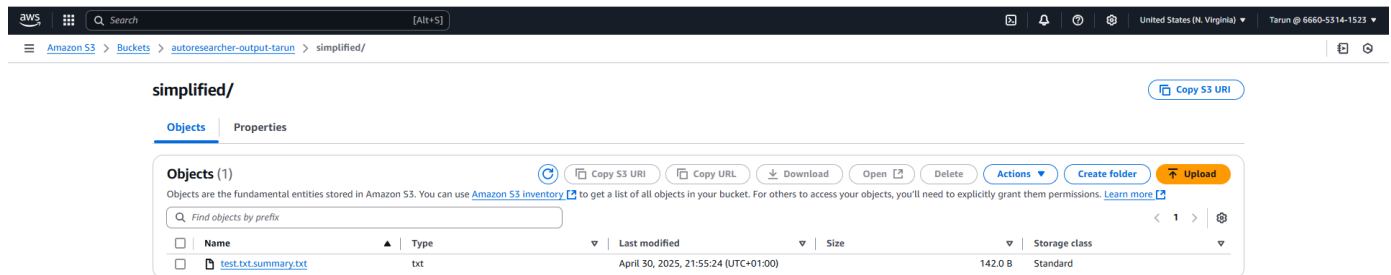 aws Search [Alt+S] United States (N. Virginia) Tarun @ 6660-5314-1523
Amazon S3 > Buckets > autoresearcher-output-tarun > simplified/
simplified/
Copy S3 URI
Objects Properties
Objects (1) Copy S3 URI Copy URL Download Open Delete Actions Create folder Upload
Objects are the fundamental entities stored in Amazon S3. You can use Amazon S3 inventory to get a list of all objects in your bucket. For others to access your objects, you'll need to explicitly grant them permissions. Learn more
Find objects by prefix 1
Name Type Last modified Size Storage class
test.txt.summary.txt txt April 30, 2025, 21:55:24 (UTC+01:00) 142.0 B Standard